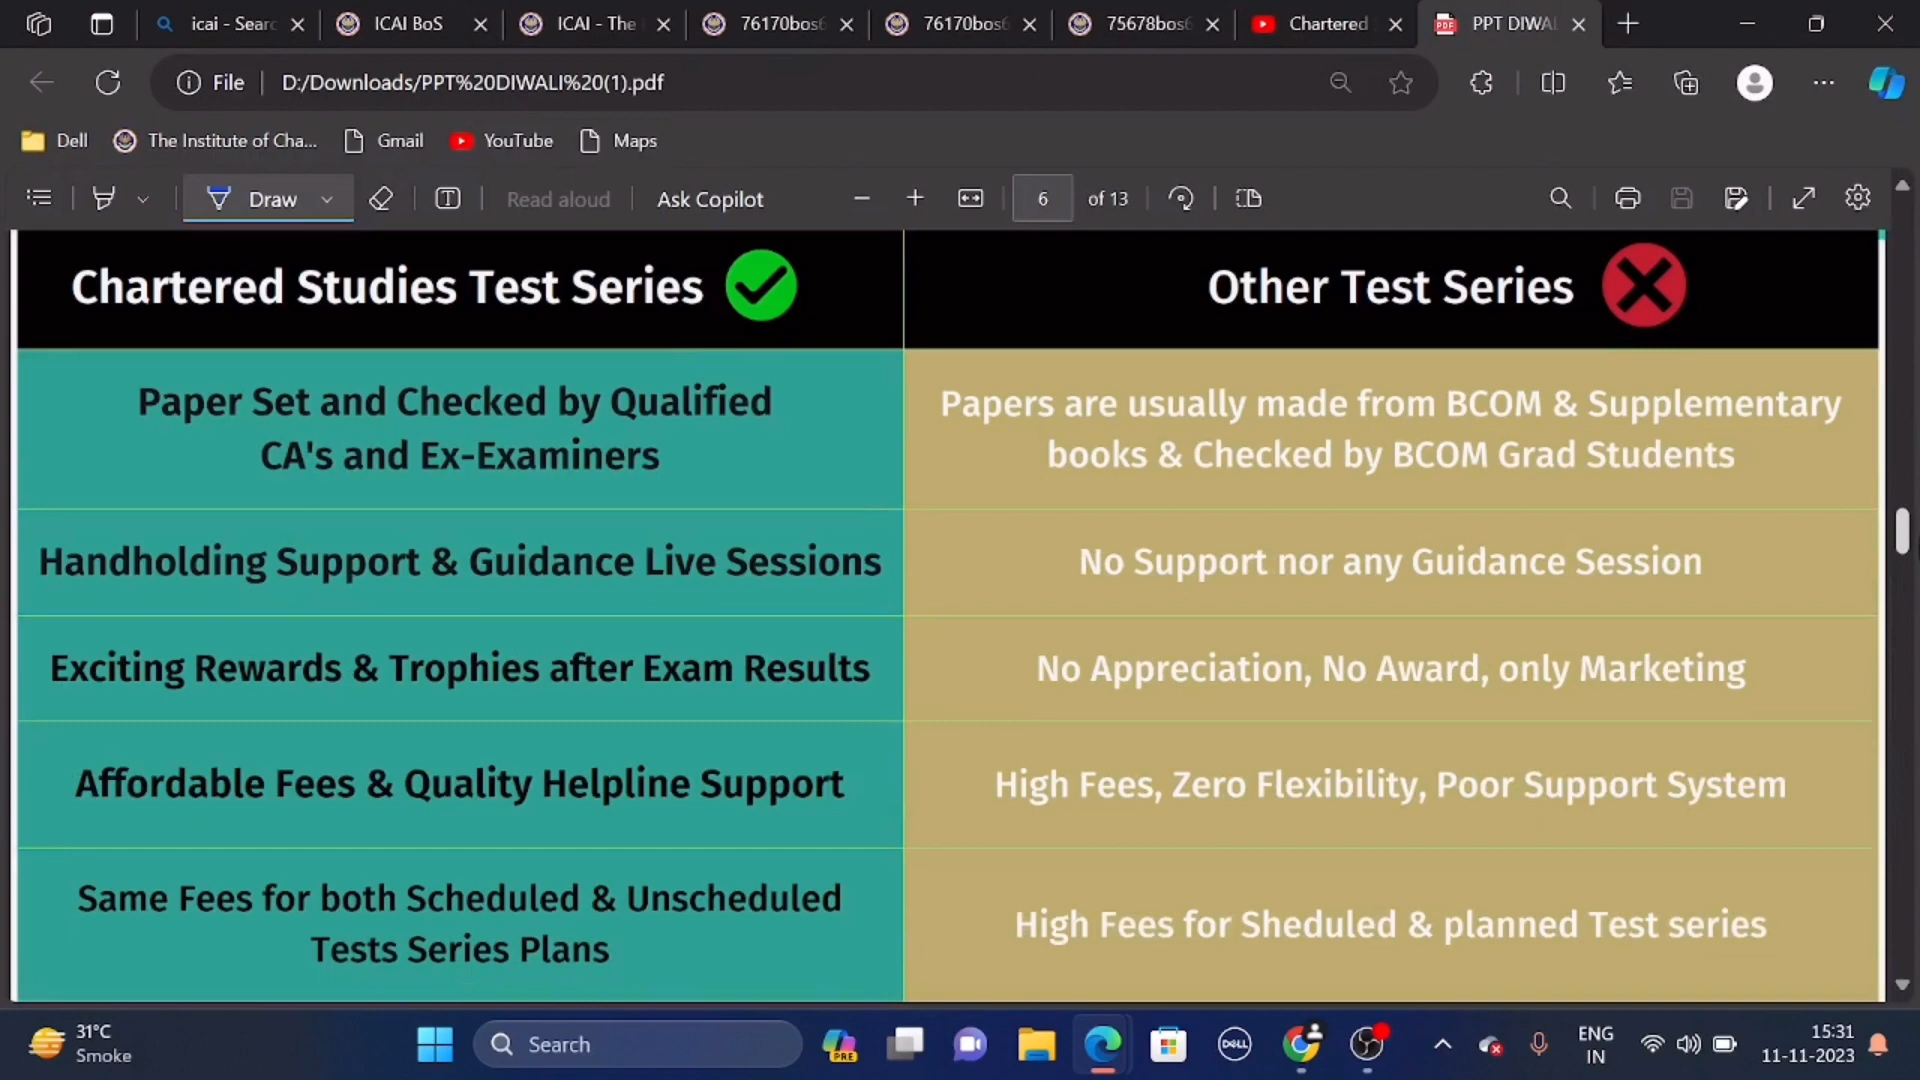 icai - Searc
ICAI BoS
ICAI - The
76170bos6
76170bos6
75678bos6
Chartered
PPT DIWAL
File
D:/Downloads/PPT%20DIWALI%20(1).pdf
Dell
The Institute of Cha...
Gmail
YouTube
Maps
Draw
Read aloud
Ask Copilot
6
of 13
Chartered Studies Test Series
Other Test Series
Paper Set and Checked by Qualified
CA's and Ex-Examiners
Papers are usually made from BCOM & Supplementary
books & Checked by BCOM Grad Students
Handholding Support & Guidance Live Sessions
No Support nor any Guidance Session
Exciting Rewards & Trophies after Exam Results
No Appreciation, No Award, only Marketing
Affordable Fees & Quality Helpline Support
High Fees, Zero Flexibility, Poor Support System
Same Fees for both Scheduled & Unscheduled
Tests Series Plans
High Fees for Sheduled & planned Test series
31°C
Smoke
Search
PRE
DELL
ENG
IN
15:31
11-11-2023